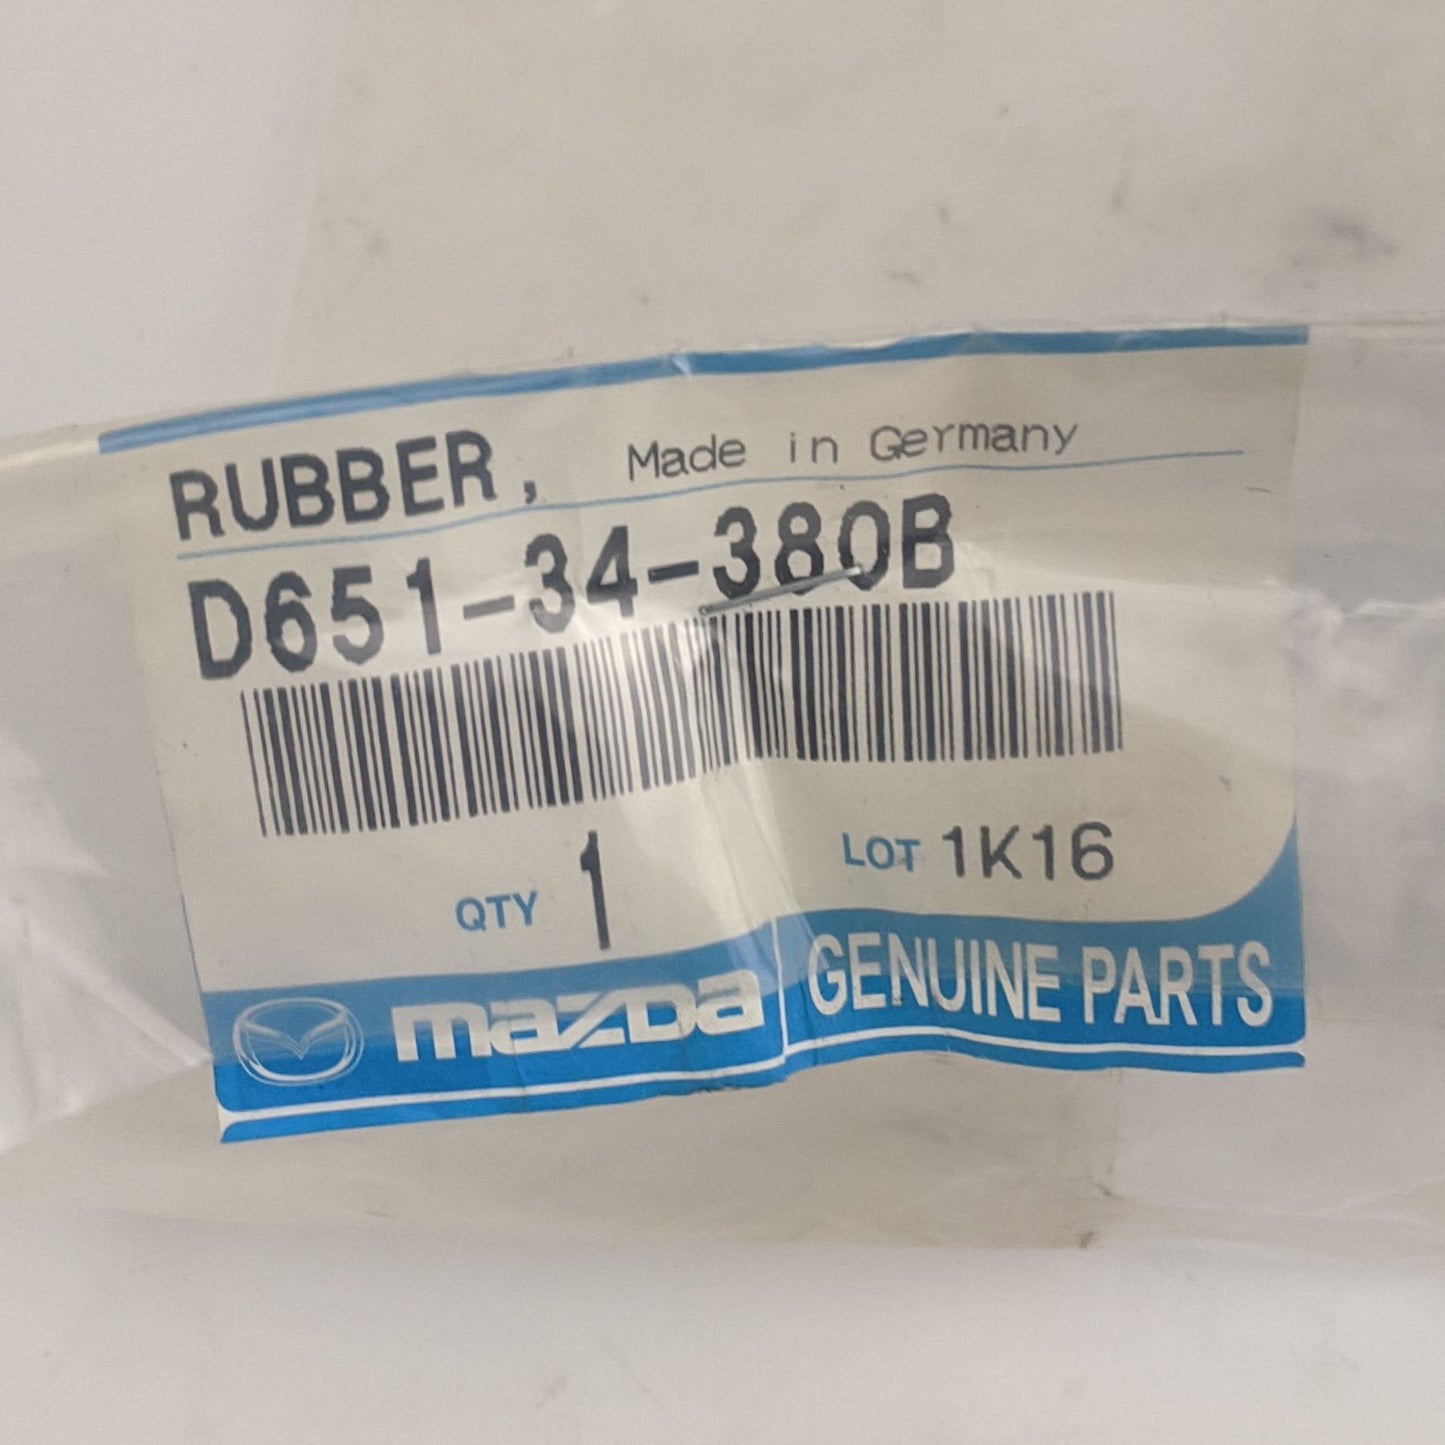 RUBBER, Made in Germany
D651-34-380B
QTY 1 LOT 1K16
mazda GENUINE PARTS